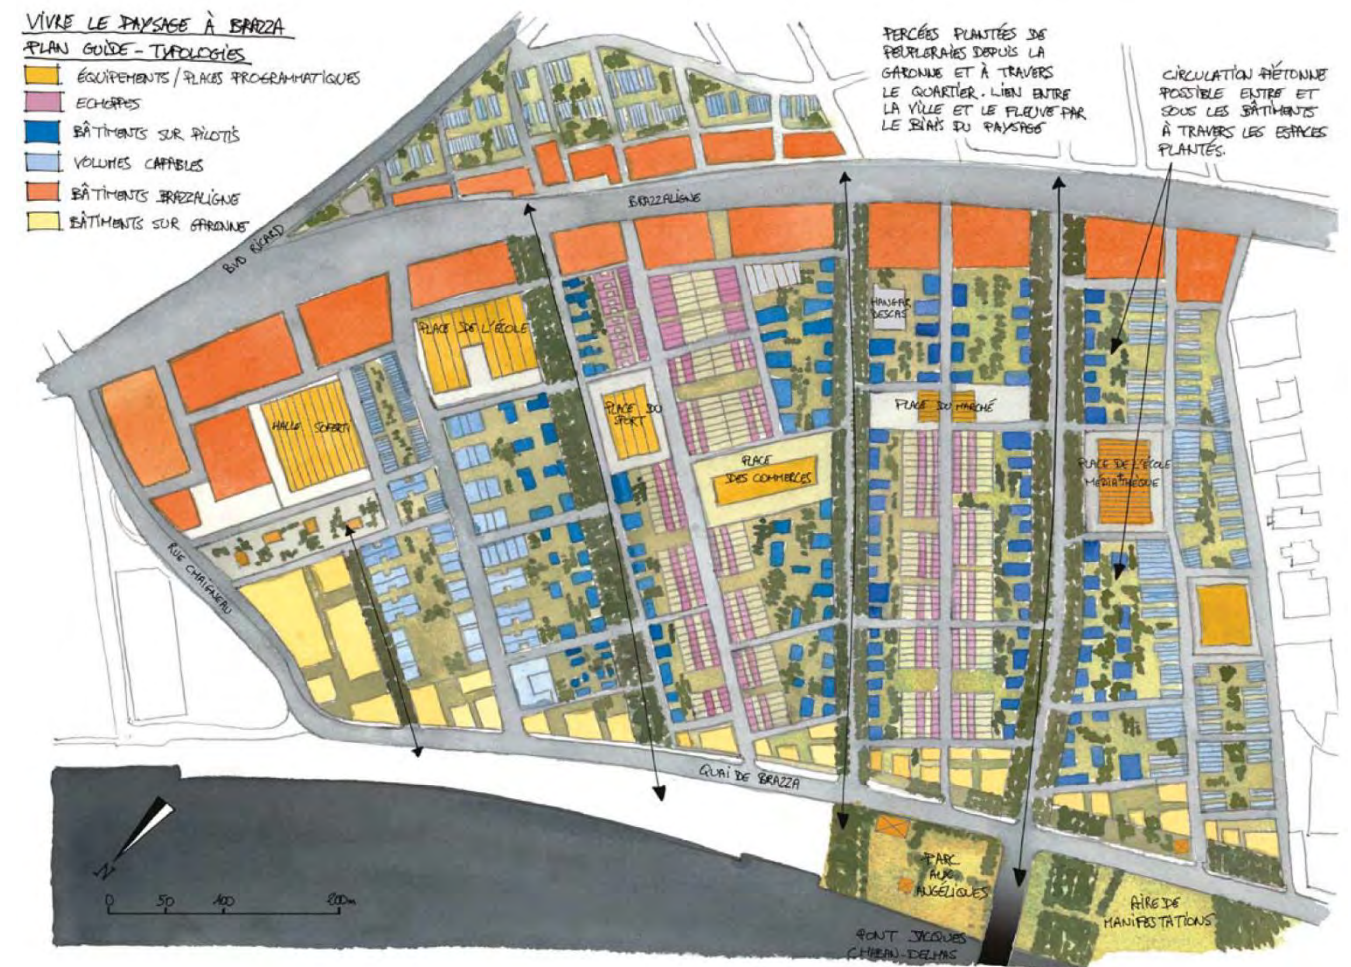 VIVRE LE PAYSAGE À BRAZZA
PLAN GUIDE - TYPOLOGIES
ÉQUIPEMENTS / PLACES PROGRAMMATIQUES
ECHOPPES
BÂTIMENTS SUR PILOTIS
VOLUMES CAPABLES
BÂTIMENTS BRAZZALIGNE
BÂTIMENTS SUR GARONNE
PERCÉES PLANTÉES DE
PEUPLERAIES DEPUIS LA
GARONNE ET À TRAVERS
LE QUARTIER. LIEN ENTRE
LA VILLE ET LE FLEUVE PAR
LE BIAIS DU PAYSAGE
CIRCULATION PIÉTONNE
POSSIBLE ENTRE ET
SOUS LES BÂTIMENTS
À TRAVERS LES ESPACES
PLANTÉS.
BRAZZALIGNE
BVD RICARD
HANGAR
DESCAS
PLACE DE L'ÉCOLE
PLACE DU
SPORT
PLACE DU MARCHÉ
HALLE SOFERTI
PLACE
DES COMMERCES
PLACE DE L'ÉCOLE
+
MÉDIATHÈQUE
RUE CHAIGNEAU
QUAI DE BRAZZA
PARC
AUX
ANGÉLIQUES
AIRE DE
MANIFESTATIONS
PONT JACQUES
CHABAN-DELMAS
N
0 50 100 200m